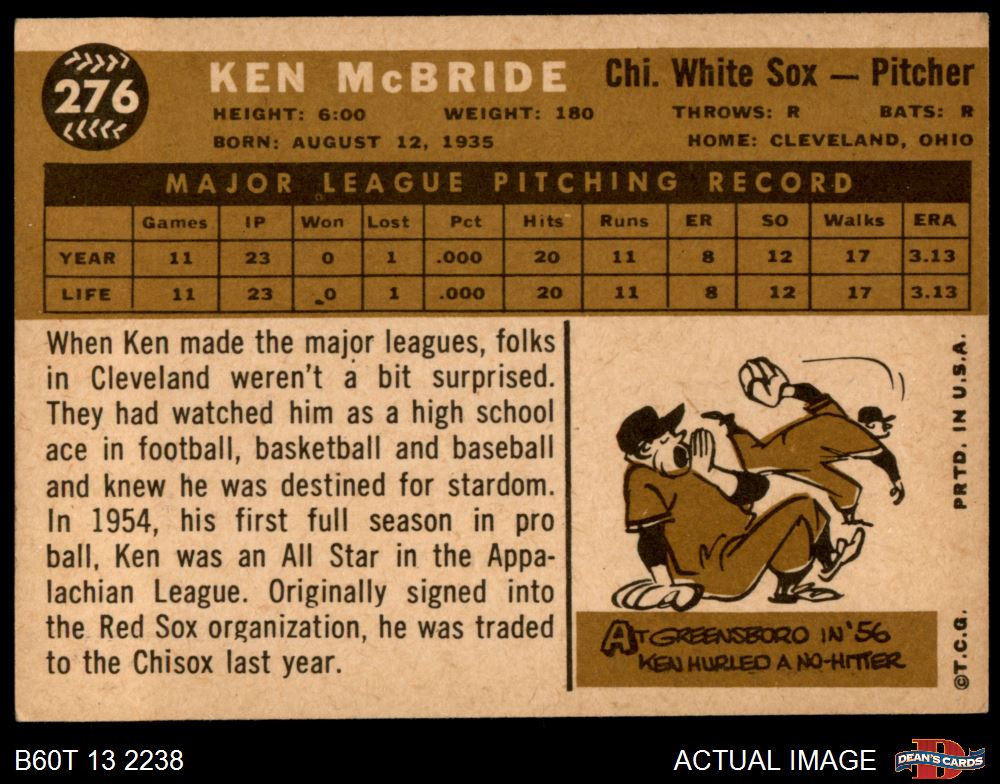 276
KEN McBRIDE
Chi. White Sox — Pitcher
HEIGHT: 6:00 WEIGHT: 180 THROWS: R BATS: R
BORN: AUGUST 12, 1935 HOME: CLEVELAND, OHIO
MAJOR LEAGUE PITCHING RECORD
Games IP Won Lost Pct Hits Runs ER SO Walks ERA
YEAR 11 23 0 1 .000 20 11 8 12 17 3.13
LIFE 11 23 0 1 .000 20 11 8 12 17 3.13
When Ken made the major leagues, folks
in Cleveland weren't a bit surprised.
They had watched him as a high school
ace in football, basketball and baseball
and knew he was destined for stardom.
In 1954, his first full season in pro
ball, Ken was an All Star in the Appa-
lachian League. Originally signed into
the Red Sox organization, he was traded
to the Chisox last year.
AT GREENSBORO IN '56
KEN HURLED A NO-HITTER
PRTD. IN U.S.A.
©T.C.G.
B60T 13 2238
ACTUAL IMAGE
D
DEAN'S CARDS